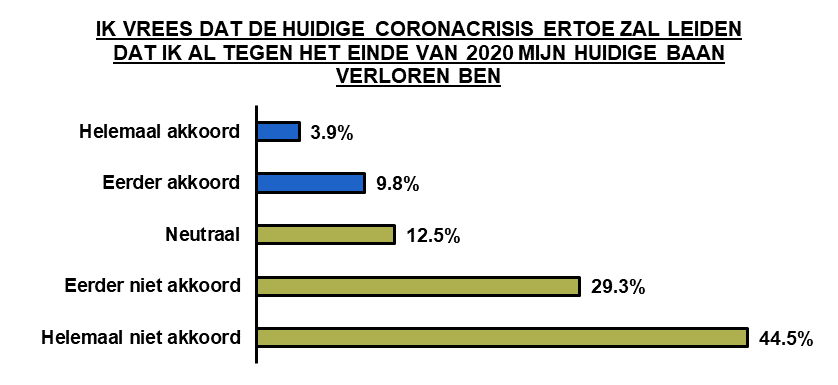 IK VREES DAT DE HUIDIGE CORONACRISIS ERTOE ZAL LEIDEN
DAT IK AL TEGEN HET EINDE VAN 2020 MIJN HUIDIGE BAAN
VERLOREN BEN
Helemaal akkoord 3.9%
Eerder akkoord 9.8%
Neutraal 12.5%
Eerder niet akkoord 29.3%
Helemaal niet akkoord 44.5%